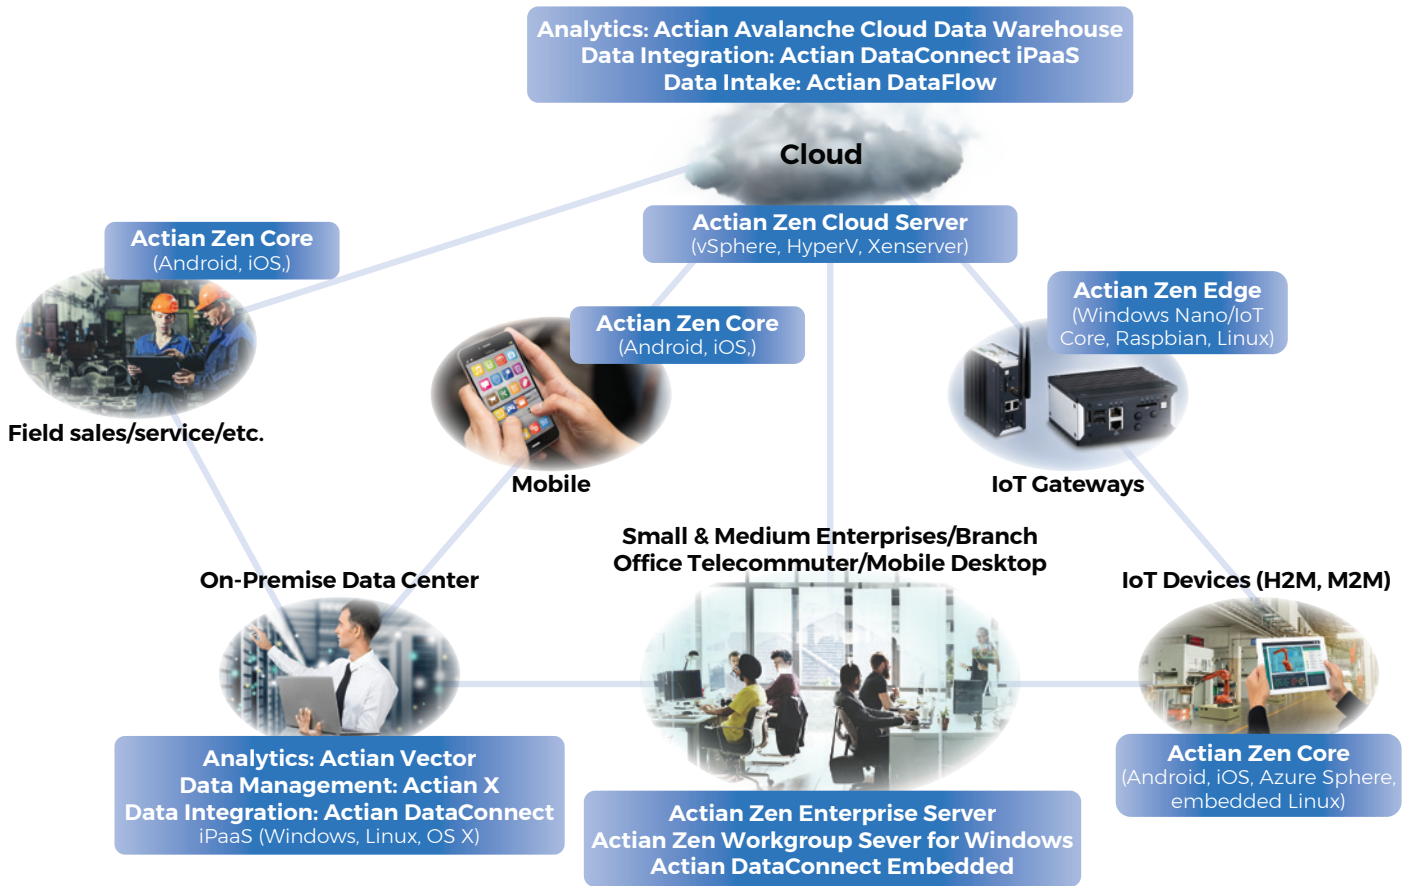 Analytics: Actian Avalanche Cloud Data Warehouse
Data Integration: Actian DataConnect iPaaS
Data Intake: Actian DataFlow
Cloud
Actian Zen Cloud Server
(vSphere, HyperV, Xenserver)
Actian Zen Core
(Android, iOS,)
Field sales/service/etc.
Actian Zen Core
(Android, iOS,)
Mobile
Actian Zen Edge
(Windows Nano/IoT
Core, Raspbian, Linux)
IoT Gateways
On-Premise Data Center
Analytics: Actian Vector
Data Management: Actian X
Data Integration: Actian DataConnect
iPaaS (Windows, Linux, OS X)
Small & Medium Enterprises/Branch
Office Telecommuter/Mobile Desktop
Actian Zen Enterprise Server
Actian Zen Workgroup Sever for Windows
Actian DataConnect Embedded
IoT Devices (H2M, M2M)
Actian Zen Core
(Android, iOS, Azure Sphere,
embedded Linux)